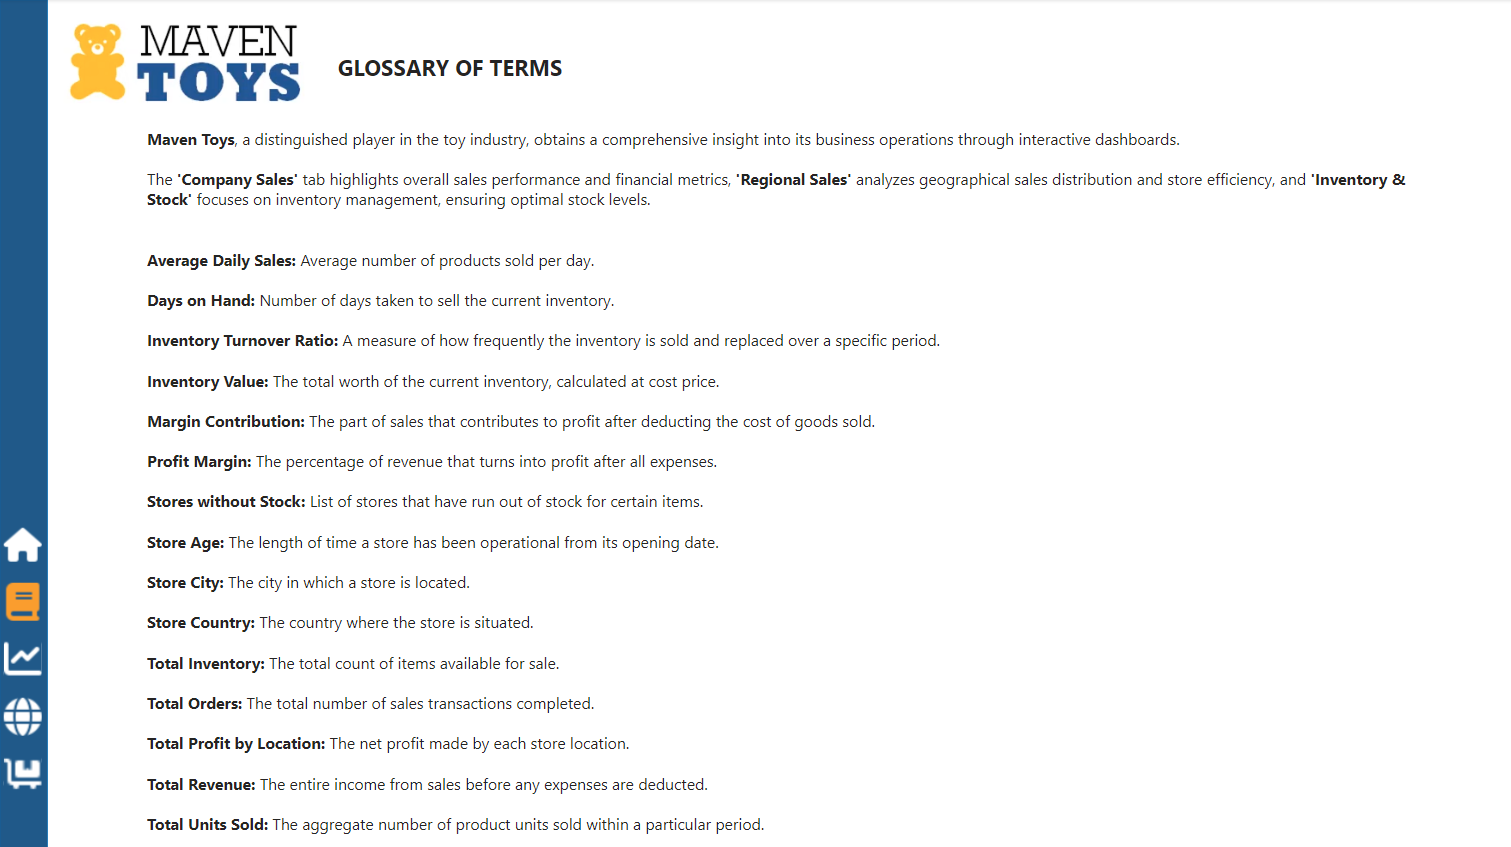 MAVEN
TOYS
GLOSSARY OF TERMS
Maven Toys, a distinguished player in the toy industry, obtains a comprehensive insight into its business operations through interactive dashboards.
The 'Company Sales' tab highlights overall sales performance and financial metrics, 'Regional Sales' analyzes geographical sales distribution and store efficiency, and 'Inventory &
Stock' focuses on inventory management, ensuring optimal stock levels.
Average Daily Sales: Average number of products sold per day.
Days on Hand: Number of days taken to sell the current inventory.
Inventory Turnover Ratio: A measure of how frequently the inventory is sold and replaced over a specific period.
Inventory Value: The total worth of the current inventory, calculated at cost price.
Margin Contribution: The part of sales that contributes to profit after deducting the cost of goods sold.
Profit Margin: The percentage of revenue that turns into profit after all expenses.
Stores without Stock: List of stores that have run out of stock for certain items.
Store Age: The length of time a store has been operational from its opening date.
Store City: The city in which a store is located.
Store Country: The country where the store is situated.
Total Inventory: The total count of items available for sale.
Total Orders: The total number of sales transactions completed.
Total Profit by Location: The net profit made by each store location.
Total Revenue: The entire income from sales before any expenses are deducted.
Total Units Sold: The aggregate number of product units sold within a particular period.